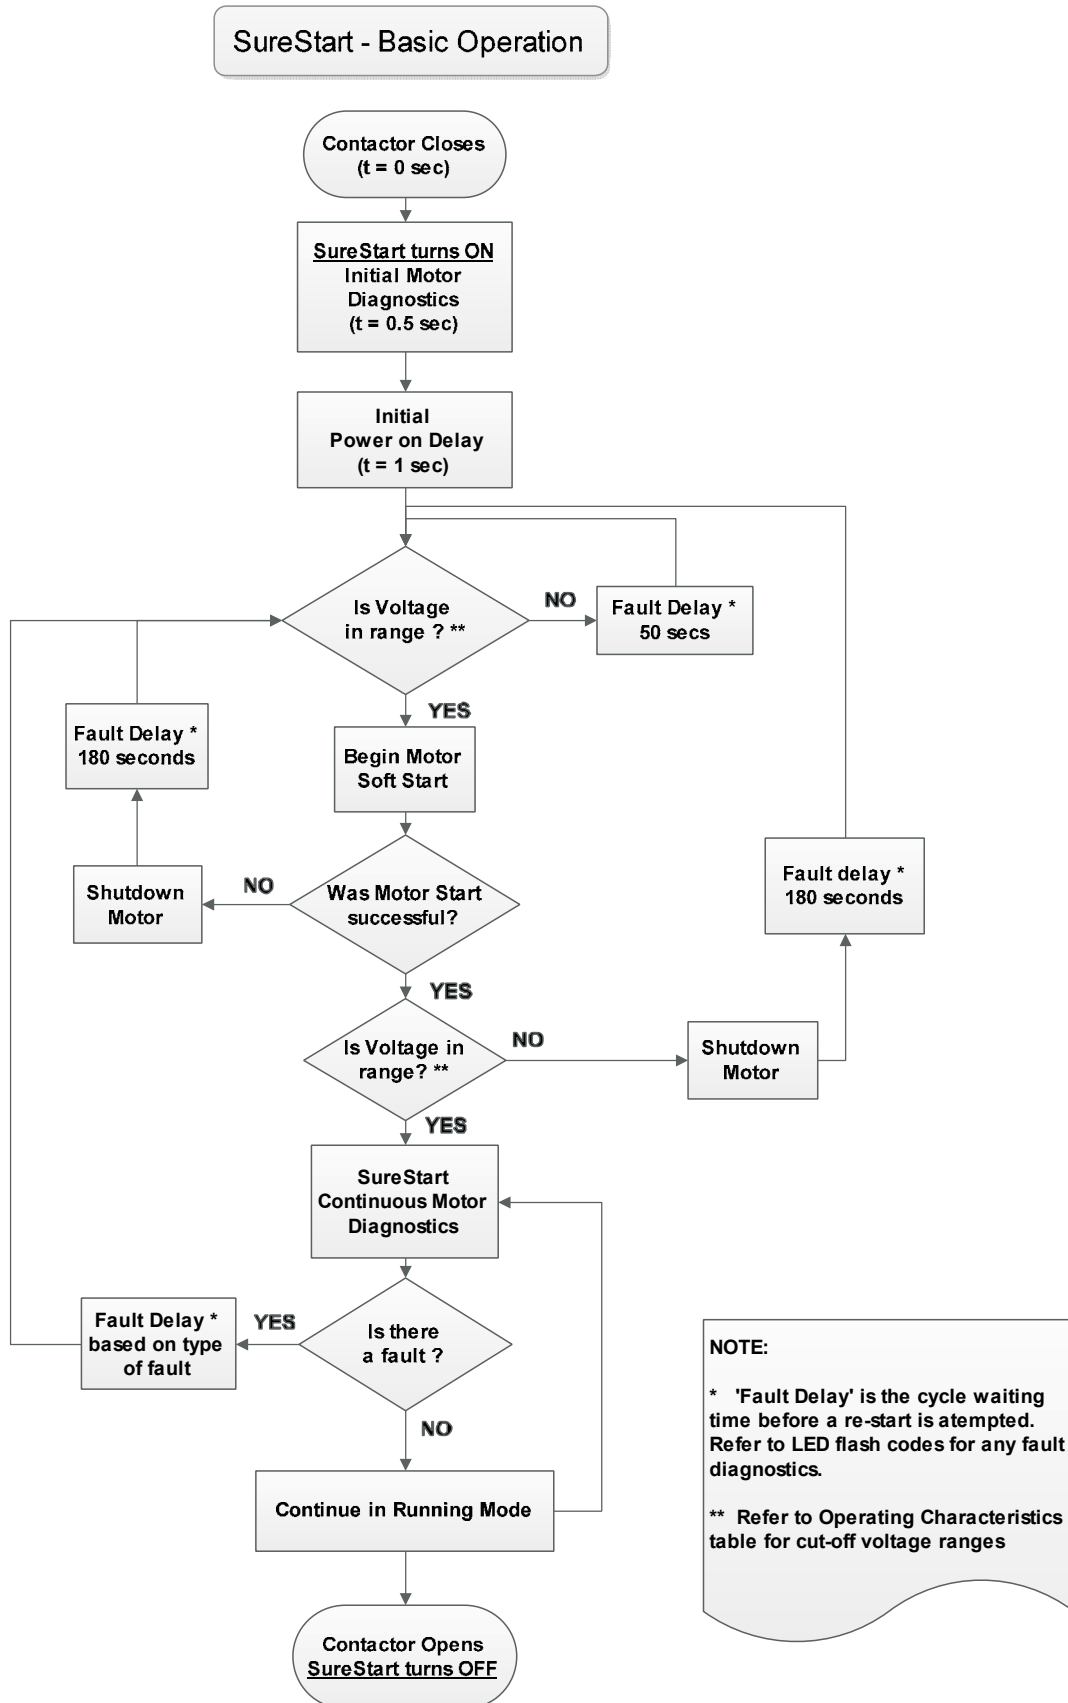 SureStart - Basic Operation
Contactor Closes
(t = 0 sec)
SureStart turns ON
Initial Motor
Diagnostics
(t = 0.5 sec)
Initial
Power on Delay
(t = 1 sec)
Is Voltage
in range ? **
NO
Fault Delay *
50 secs
YES
Fault Delay *
180 seconds
Begin Motor
Soft Start
Was Motor Start
successful?
NO
Shutdown
Motor
Fault delay *
180 seconds
YES
Is Voltage in
range? **
NO
Shutdown
Motor
YES
SureStart
Continuous Motor
Diagnostics
Is there
a fault ?
YES
Fault Delay *
based on type
of fault
NO
Continue in Running Mode
Contactor Opens
SureStart turns OFF
NOTE:
* 'Fault Delay' is the cycle waiting
time before a re-start is atempted.
Refer to LED flash codes for any fault
diagnostics.
** Refer to Operating Characteristics
table for cut-off voltage ranges